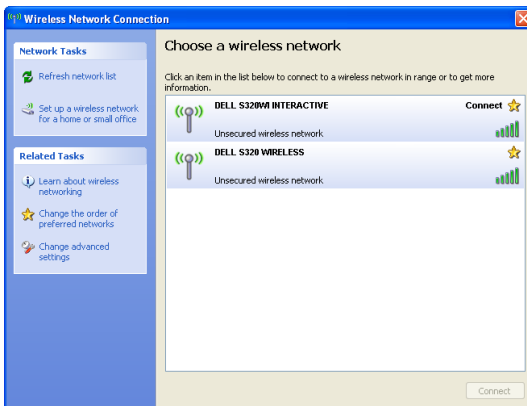 Wireless Network Connection
Network Tasks
Refresh network list
Set up a wireless network
for a home or small office
Related Tasks
Learn about wireless
networking
Change the order of
preferred networks
Change advanced
settings
Choose a wireless network
Click an item in the list below to connect to a wireless network in range or to get more
information.
DELL S320WI INTERACTIVE Connect
Unsecured wireless network
DELL S320 WIRELESS
Unsecured wireless network
Connect